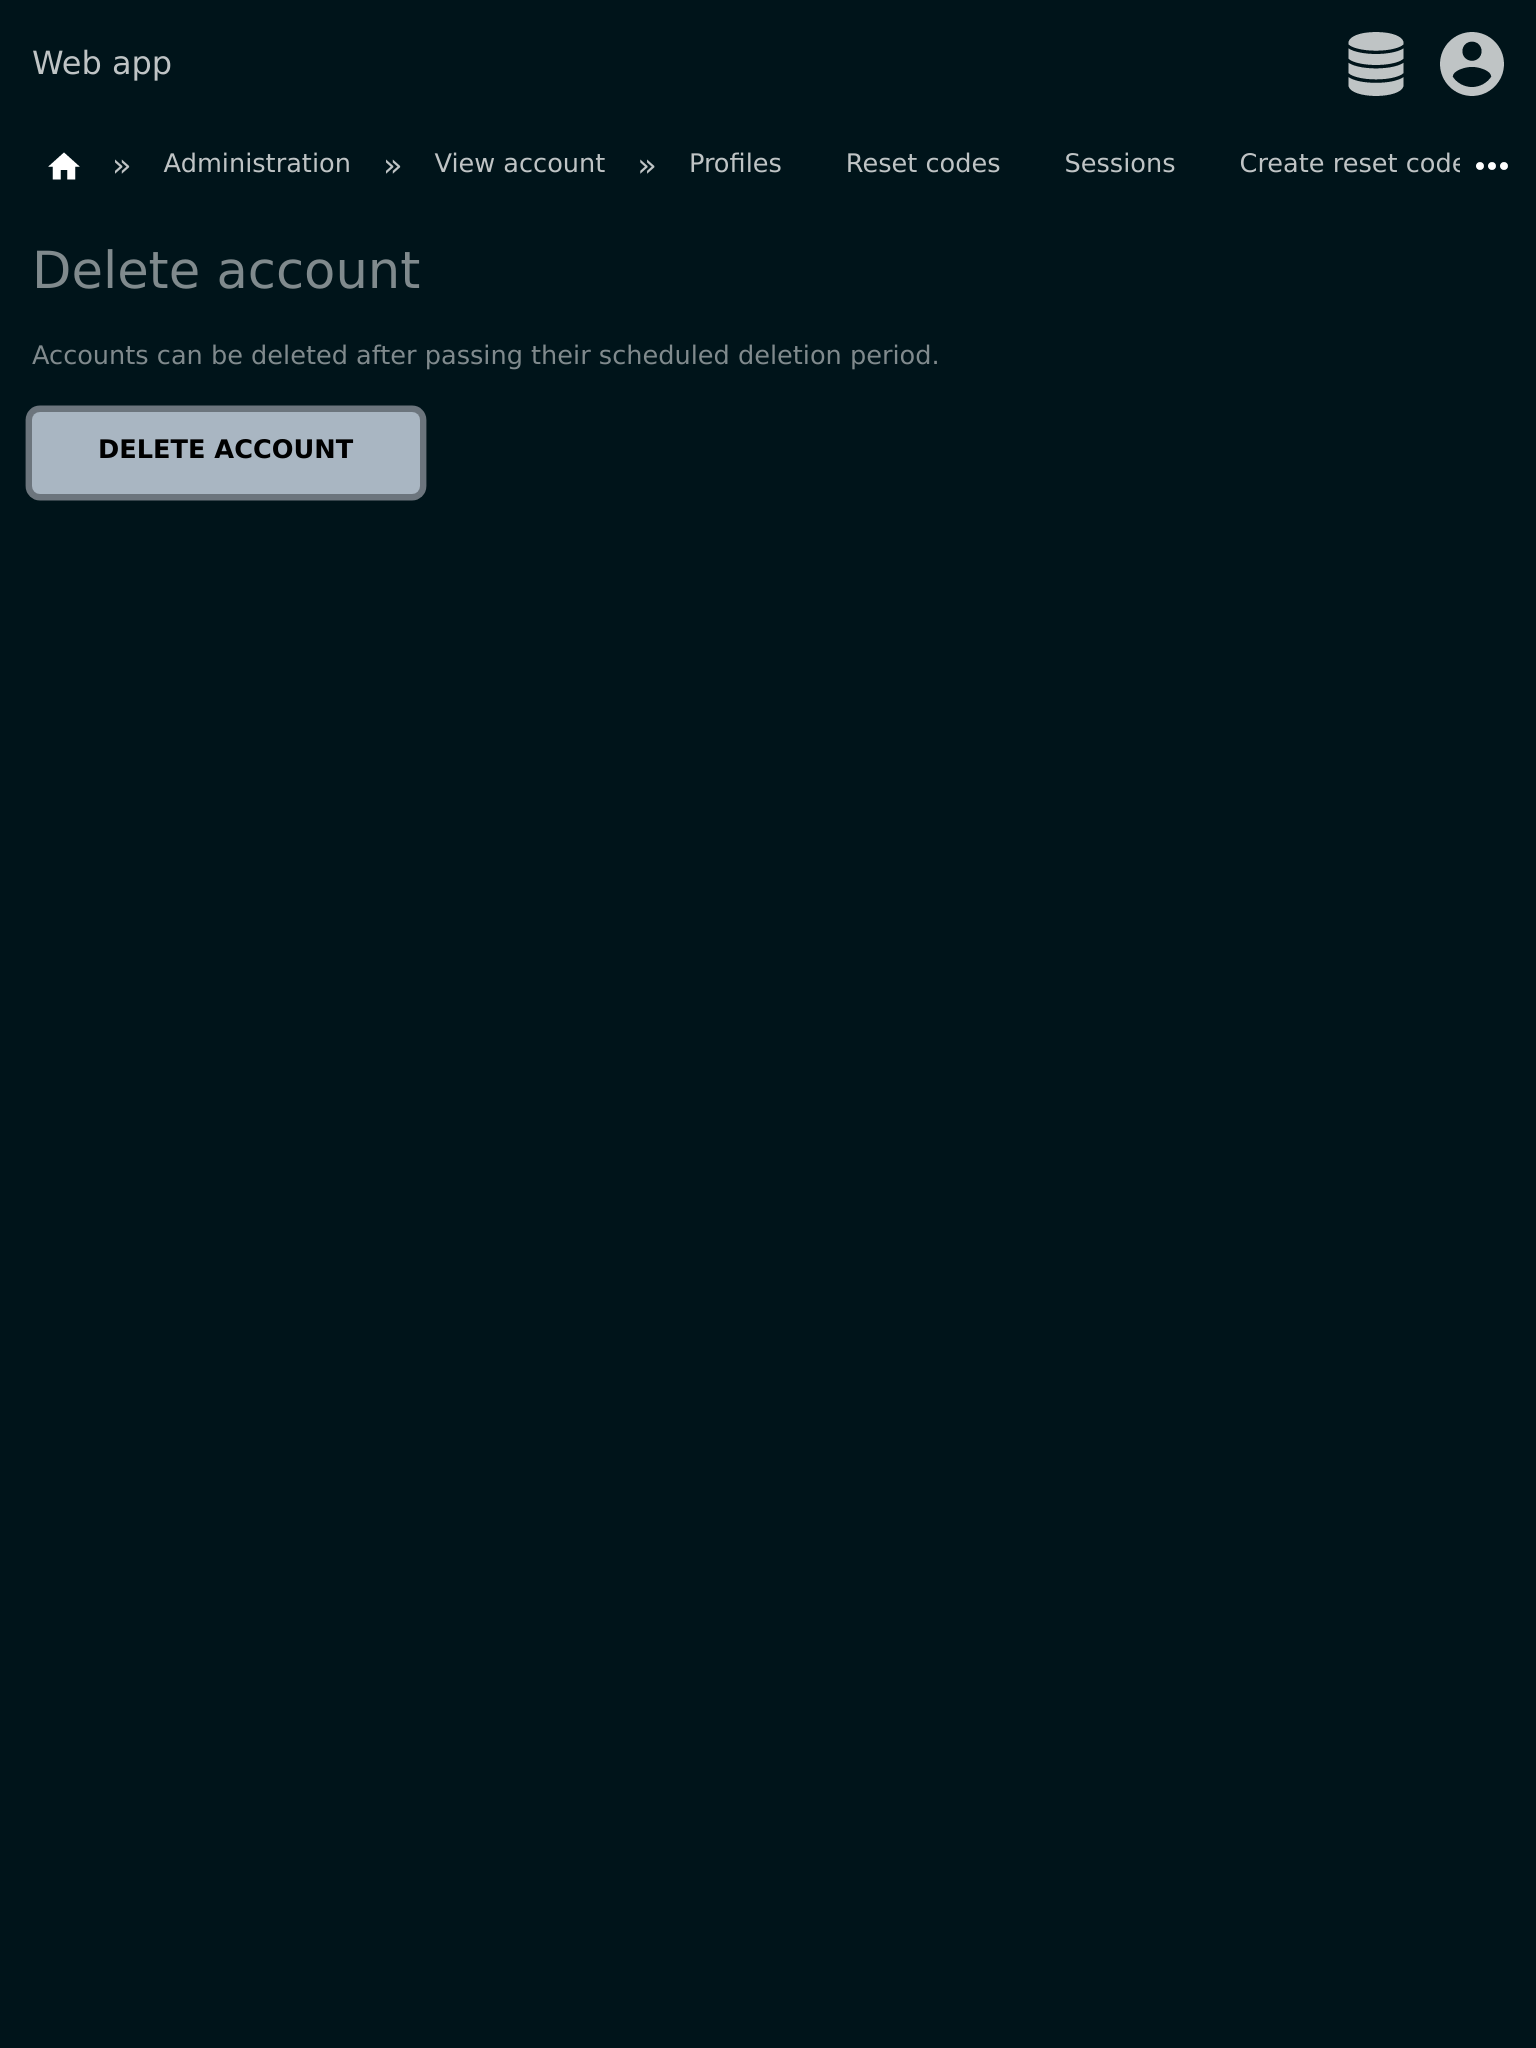 Web app
» Administration » View account » Profiles Reset codes Sessions Create reset code
Delete account
Accounts can be deleted after passing their scheduled deletion period.
DELETE ACCOUNT